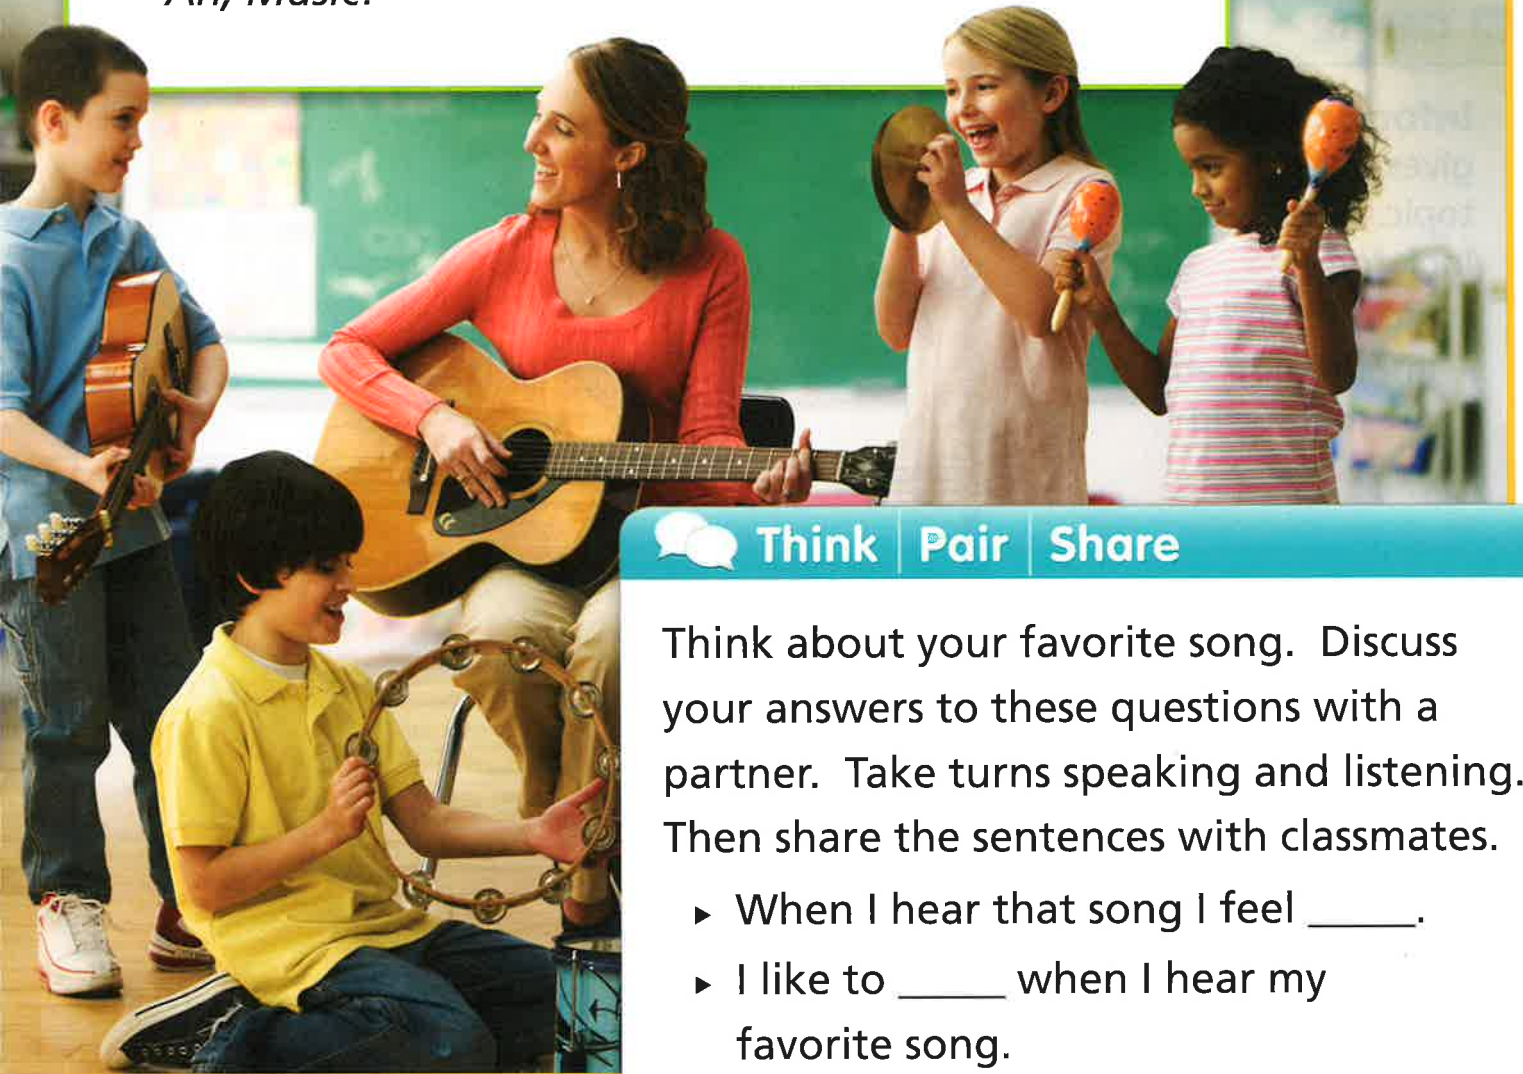 Ah, Music!
Think Pair Share
Think about your favorite song. Discuss
your answers to these questions with a
partner. Take turns speaking and listening.
Then share the sentences with classmates.
▸ When I hear that song I feel _____.
▸ I like to _____ when I hear my
favorite song.